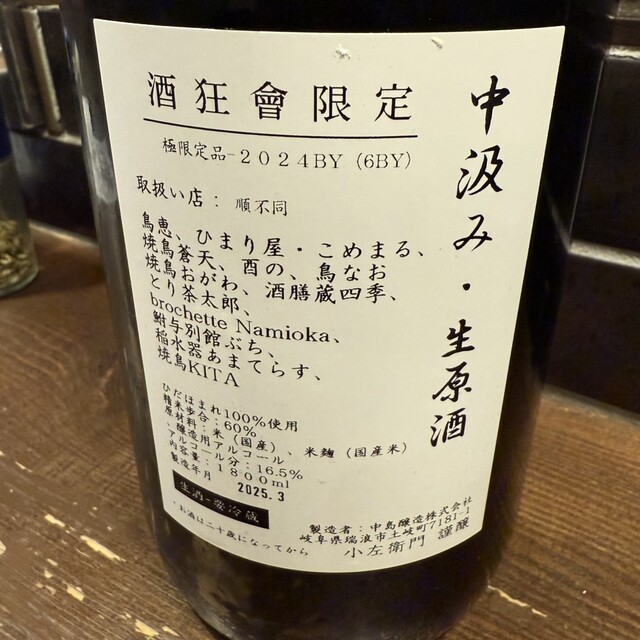 酒狂會限定
極限定品-2024BY (6BY)
取扱い店： 順不同
鳥恵、ひまり屋・こめまる、
焼鳥蒼天、酉の、鳥なお
焼鳥おがわ、酒膳蔵四季、
とり茶太郎、
brochette Namioka、
鮒与別館ぶち、
稲水器あまてらす、
焼鳥KITA
中汲み・生原酒
ひだほまれ100%使用
精米歩合：60%
原材料：米（国産）、米麹（国産米）
醸造用アルコール、
アルコール分：16.5%
内容量：1800ml
製造年月 2025.3
生酒・要冷蔵
・お酒は二十歳になってから
製造者：中島醸造株式会社
岐阜県瑞浪市土岐町7181-1
小左衛門 謹醸